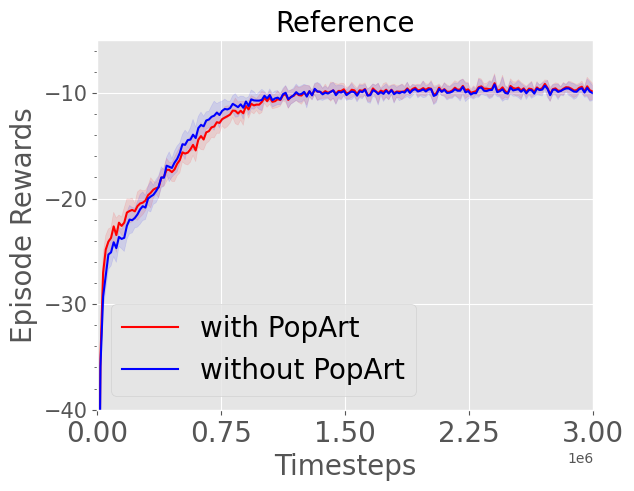 Reference
Episode Rewards
−10
−20
−30
−40
with PopArt
without PopArt
0.00 0.75 1.50 2.25 3.00
1e6
Timesteps